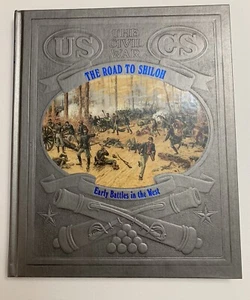 US
THE
CIVIL
WAR
CS
THE ROAD TO SHILOH
Early Battles in the West